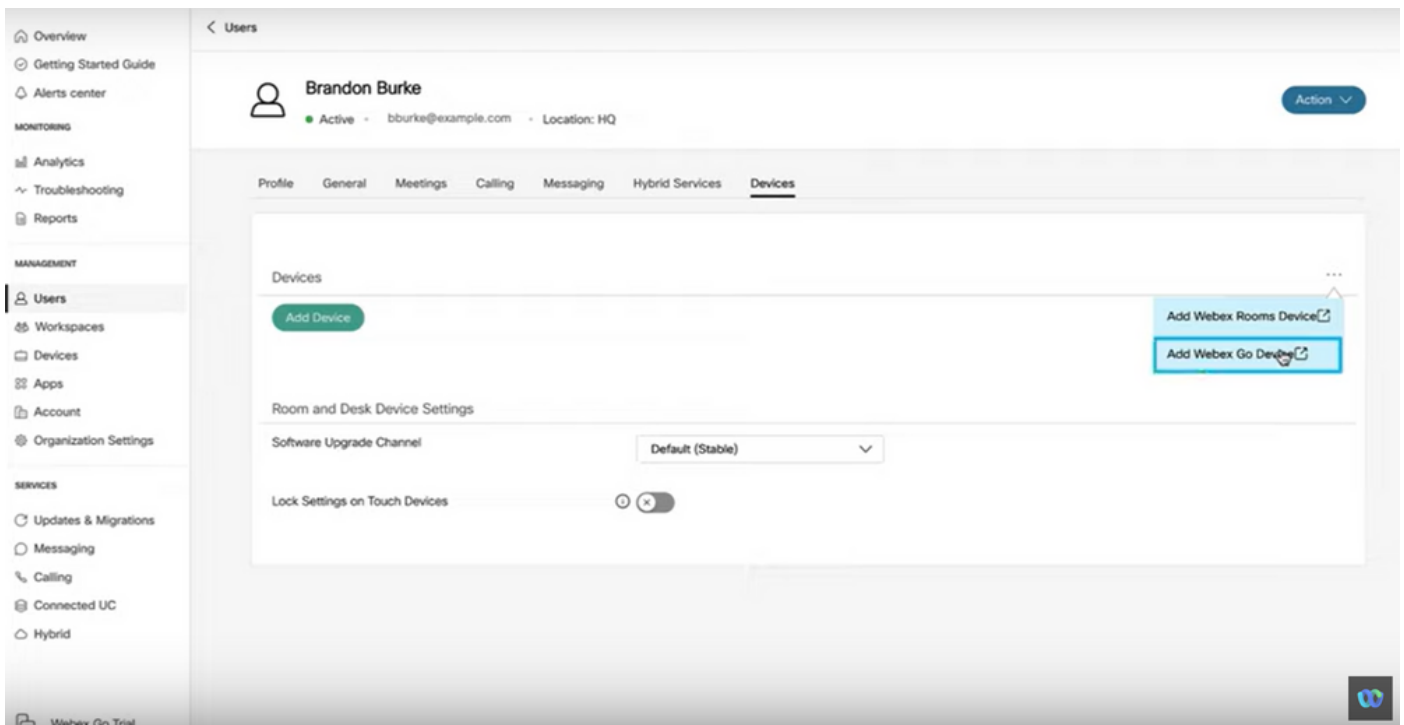 Overview
Getting Started Guide
Alerts center
MONITORING
Analytics
Troubleshooting
Reports
MANAGEMENT
Users
Workspaces
Devices
Apps
Account
Organization Settings
SERVICES
Updates & Migrations
Messaging
Calling
Connected UC
Hybrid
Webex Go Trial
Users
Brandon Burke
Active bburke@example.com Location: HQ
Action
Profile General Meetings Calling Messaging Hybrid Services Devices
Devices
Add Device
Add Webex Rooms Device
Add Webex Go Device
Room and Desk Device Settings
Software Upgrade Channel Default (Stable)
Lock Settings on Touch Devices